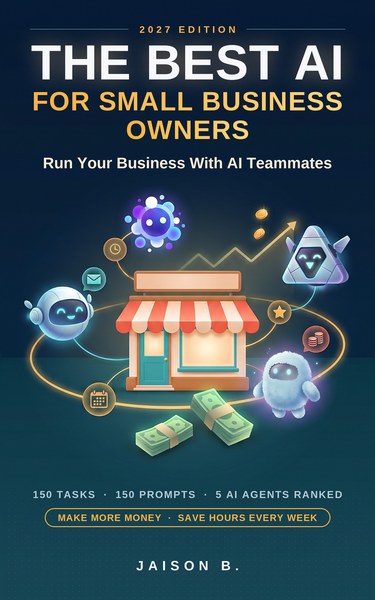 2027 EDITION
THE BEST AI
FOR SMALL BUSINESS
OWNERS
Run Your Business With AI Teammates
150 TASKS · 150 PROMPTS · 5 AI AGENTS RANKED
MAKE MORE MONEY · SAVE HOURS EVERY WEEK
JAISON B.